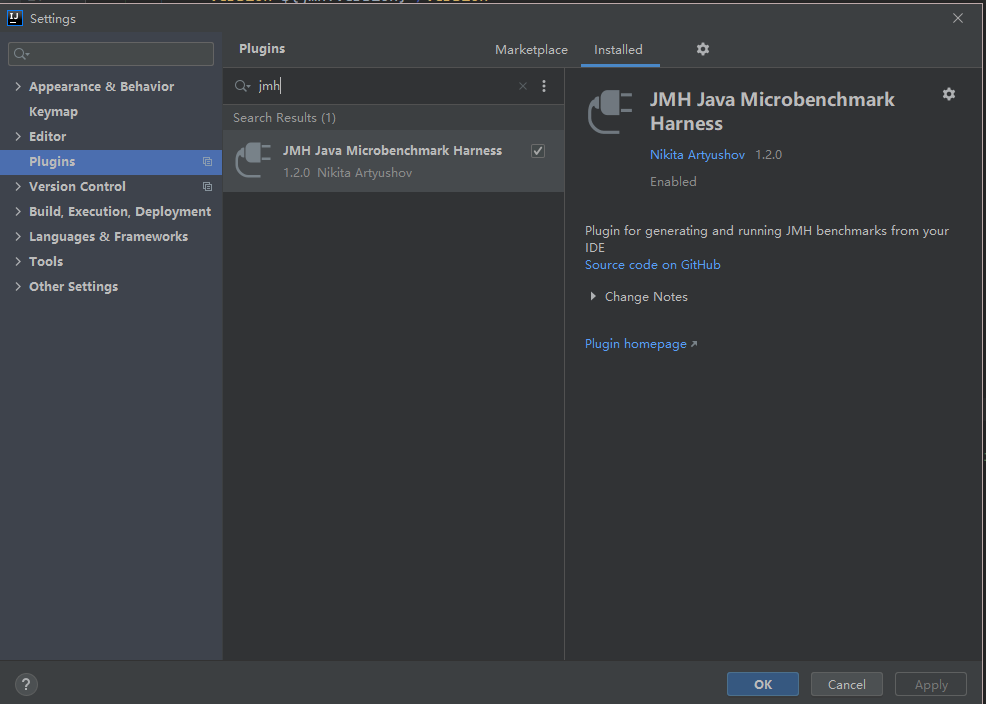 Settings
Plugins
Marketplace
Installed
Appearance & Behavior
Keymap
Editor
Plugins
Version Control
Build, Execution, Deployment
Languages & Frameworks
Tools
Other Settings
jmh
Search Results (1)
JMH Java Microbenchmark Harness
1.2.0 Nikita Artyushov
JMH Java Microbenchmark
Harness
Nikita Artyushov 1.2.0
Enabled
Plugin for generating and running JMH benchmarks from your
IDE
Source code on GitHub
Change Notes
Plugin homepage
?
OK
Cancel
Apply